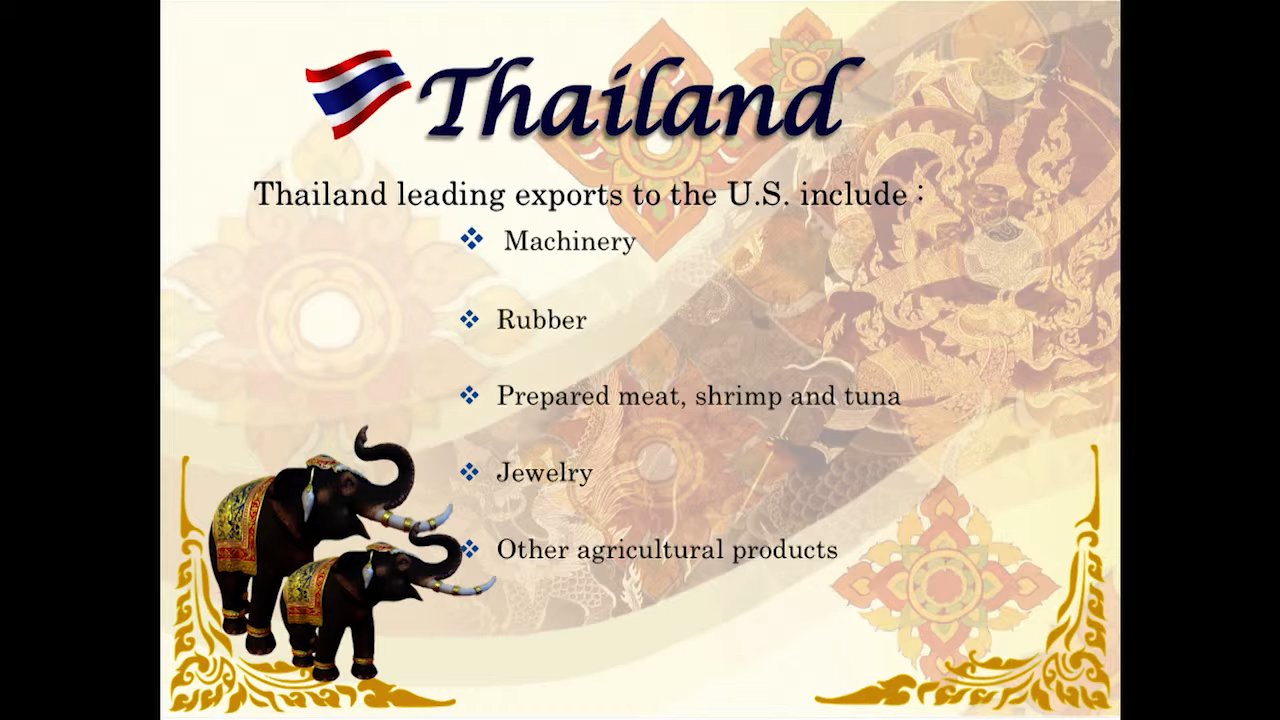 Thailand
Thailand leading exports to the U.S. include :
Machinery
Rubber
Prepared meat, shrimp and tuna
Jewelry
Other agricultural products